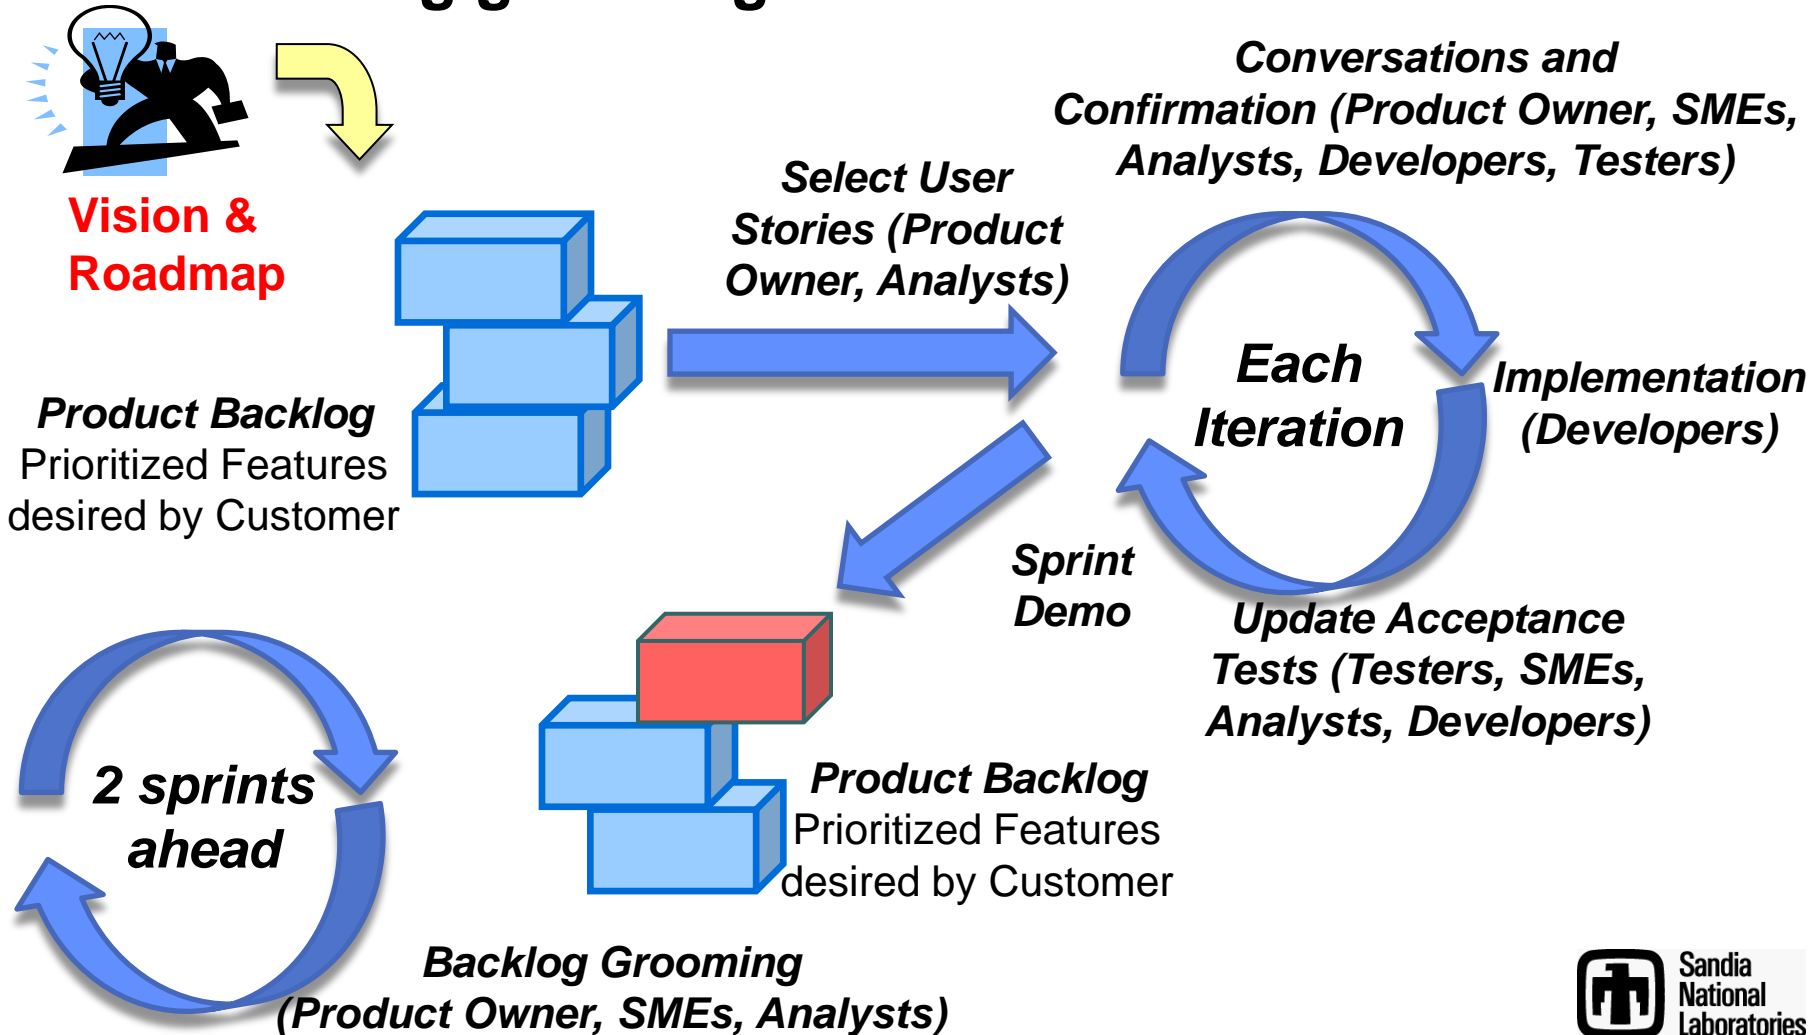 Vision &
Roadmap
Product Backlog
Prioritized Features
desired by Customer
Select User
Stories (Product
Owner, Analysts)
Conversations and
Confirmation (Product Owner, SMEs,
Analysts, Developers, Testers)
Each
Iteration
Implementation
(Developers)
Update Acceptance
Tests (Testers, SMEs,
Analysts, Developers)
Sprint
Demo
Product Backlog
Prioritized Features
desired by Customer
2 sprints
ahead
Backlog Grooming
(Product Owner, SMEs, Analysts)
Sandia
National
Laboratories